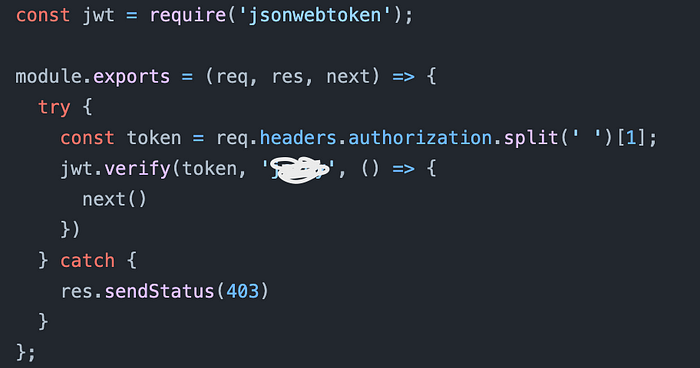 const jwt = require('jsonwebtoken');
module.exports = (req, res, next) => {
try {
const token = req.headers.authorization.split(' ')[1];
jwt.verify(token, '', () => {
next()
})
} catch {
res.sendStatus(403)
}
};